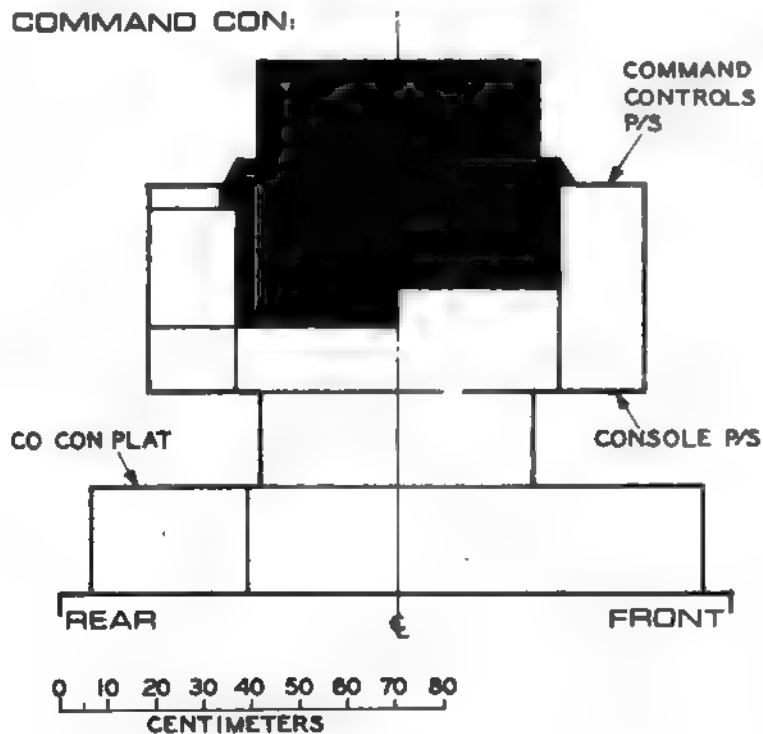 COMMAND CON:
COMMAND
CONTROLS
P/S
CO CON PLAT
CONSOLE P/S
REAR
℄
FRONT
0 10 20 30 40 50 60 70 80
CENTIMETERS